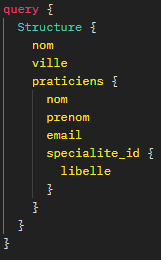 query {
  Structure {
    nom
    ville
    praticiens {
      nom
      prenom
      email
      specialite_id {
        libelle
      }
    }
  }
}